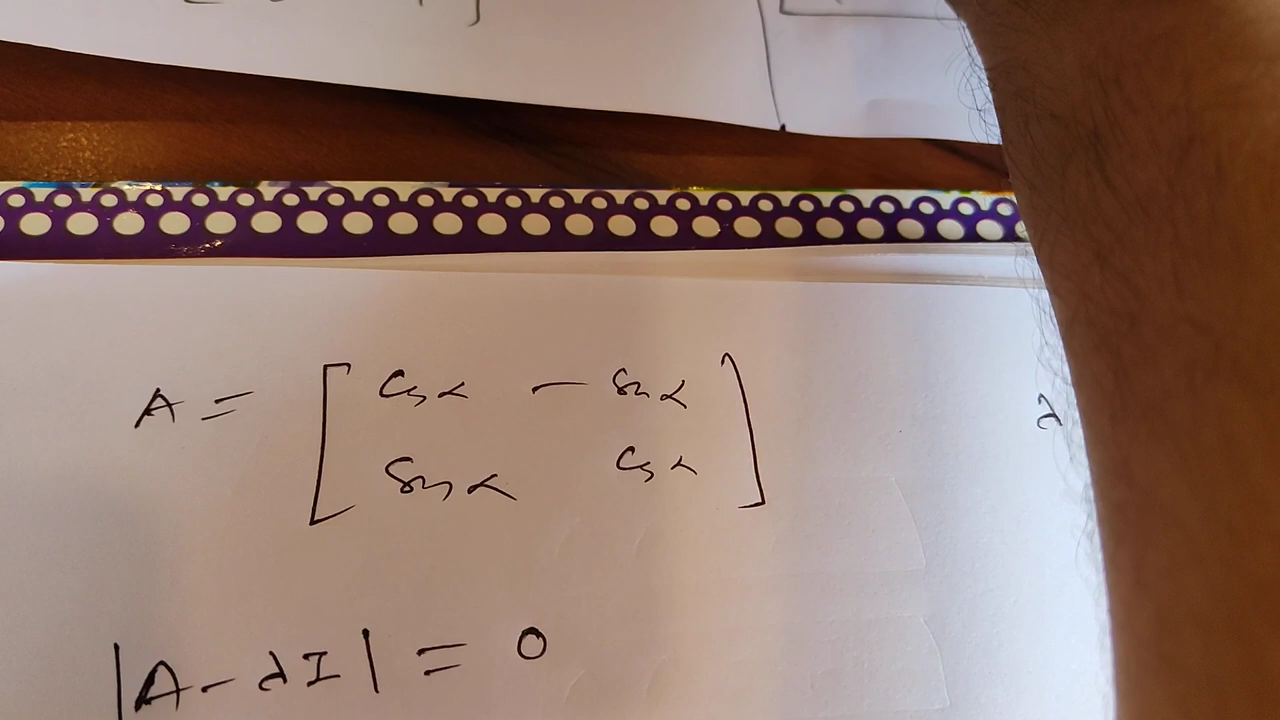 A = [ cos α − sin α
sin α cos α ]
λ
|A − λI| = 0